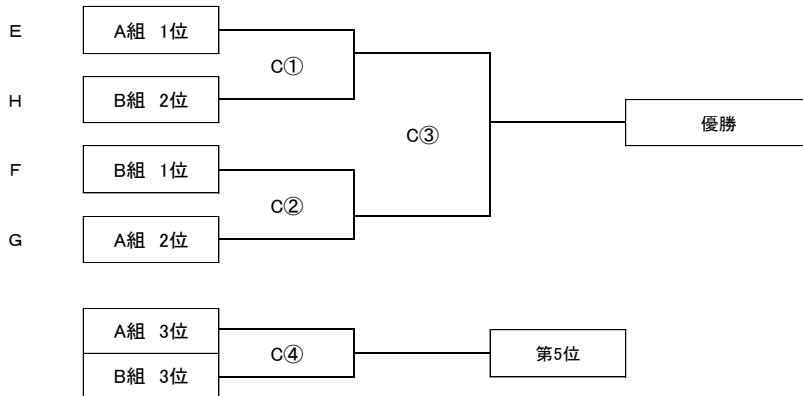 E A組 1位
C①
H B組 2位
C③
優勝
F B組 1位
C②
G A組 2位
A組 3位
C④
第5位
B組 3位